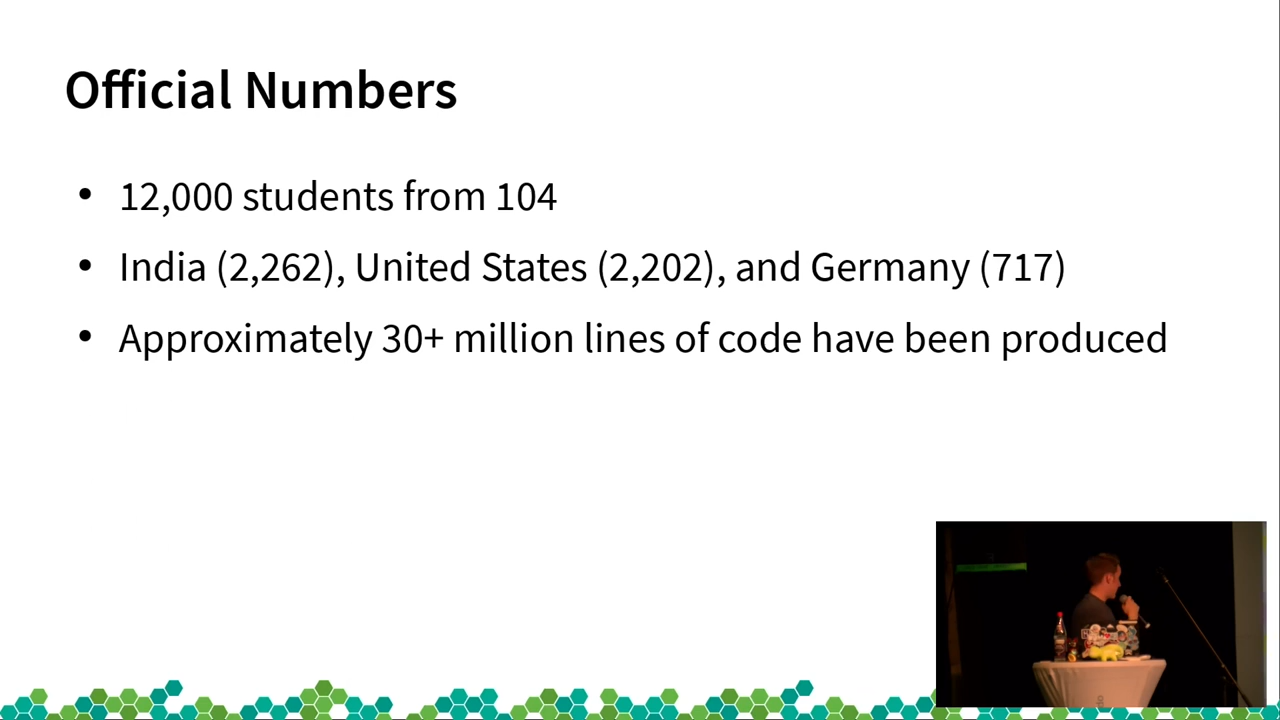 Official Numbers
• 12,000 students from 104
• India (2,262), United States (2,202), and Germany (717)
• Approximately 30+ million lines of code have been produced